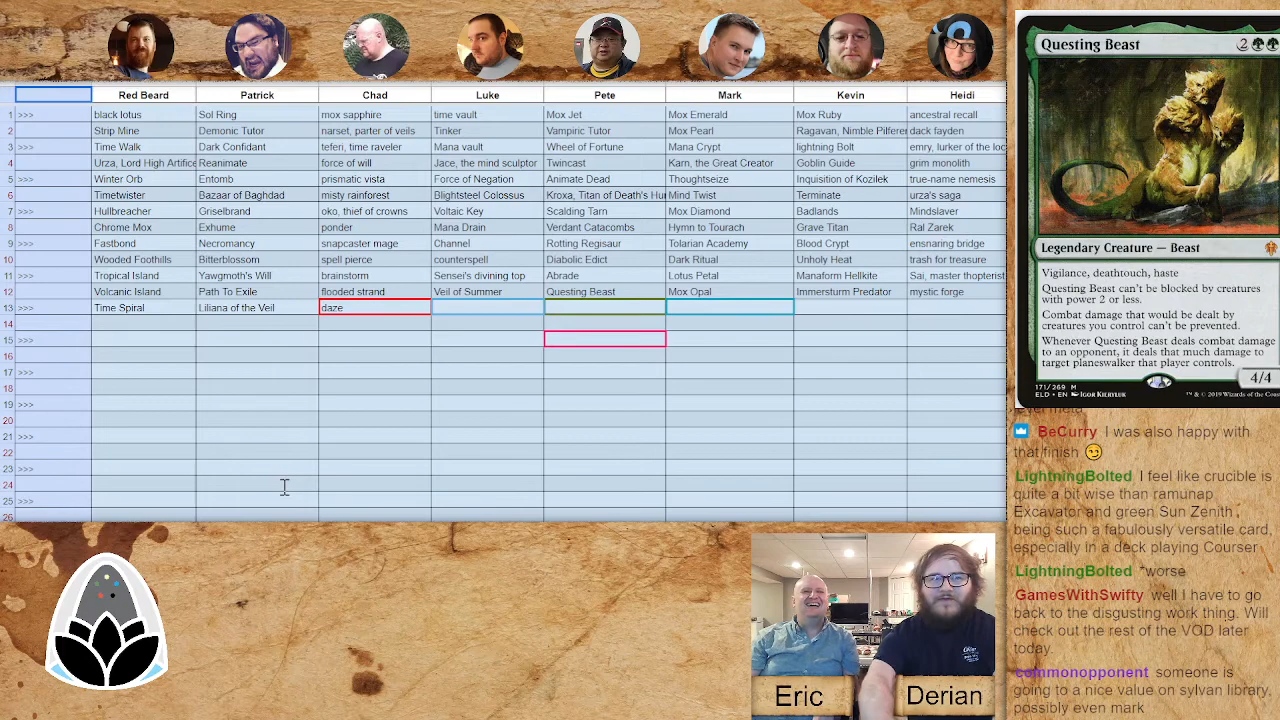 Red Beard Patrick Chad Luke Pete Mark Kevin Heidi
1 >>> black lotus Sol Ring mox sapphire time vault Mox Jet Mox Emerald Mox Ruby ancestral recall
2 Strip Mine Demonic Tutor narset, parter of veils Tinker Vampiric Tutor Mox Pearl Ragavan, Nimble Pilferer dack fayden
3 >>> Time Walk Dark Confidant teferi, time raveler Mana vault Wheel of Fortune Mana Crypt lightning Bolt emry, lurker of the loc
4 Urza, Lord High Artifice Reanimate force of will Jace, the mind sculptor Twincast Karn, the Great Creator Goblin Guide grim monolith
5 >>> Winter Orb Entomb prismatic vista Force of Negation Animate Dead Thoughtseize Inquisition of Kozilek true-name nemesis
6 Timetwister Bazaar of Baghdad misty rainforest Blightsteel Colossus Kroxa, Titan of Death's Hun Mind Twist Terminate urza's saga
7 >>> Hullbreacher Griselbrand oko, thief of crowns Voltaic Key Scalding Tarn Mox Diamond Badlands Mindslaver
8 Chrome Mox Exhume ponder Mana Drain Verdant Catacombs Hymn to Tourach Grave Titan Ral Zarek
9 >>> Fastbond Necromancy snapcaster mage Channel Rotting Regisaur Tolarian Academy Blood Crypt ensnaring bridge
10 Wooded Foothills Bitterblossom spell pierce counterspell Diabolic Edict Dark Ritual Unholy Heat trash for treasure
11 >>> Tropical Island Yawgmoth's Will brainstorm Sensei's divining top Abrade Lotus Petal Manaform Hellkite Sai, master thopterist
12 Volcanic Island Path To Exile flooded strand Veil of Summer Questing Beast Mox Opal Immersturm Predator mystic forge
13 >>> Time Spiral Liliana of the Veil daze
14
15 >>>
16
17 >>>
18
19 >>>
20
21 >>>
22
23 >>>
24
25 >>>
26
Questing Beast 2
Legendary Creature — Beast
Vigilance, deathtouch, haste
Questing Beast can't be blocked by creatures
with power 2 or less.
Combat damage that would be dealt by
creatures you control can't be prevented.
Whenever Questing Beast deals combat damage
to an opponent, it deals that much damage to
target planeswalker that player controls.
4/4
171/269 M
ELD • EN IGOR KIERYLUK ™ & © 2019 Wizards of the Coas
BeCurry I was also happy with
that finish
LightningBolted I feel like crucible is
quite a bit wise than ramunap
Excavator and green Sun Zenith
being such a fabulously versatile card,
especially in a deck playing Courser
LightningBolted *worse
GamesWithSwifty well I have to go
back to the disgusting work thing. Will
check out the rest of the VOD later
today.
commonopponent someone is
going to a nice value on sylvan library,
possibly even mark
Eric Derian